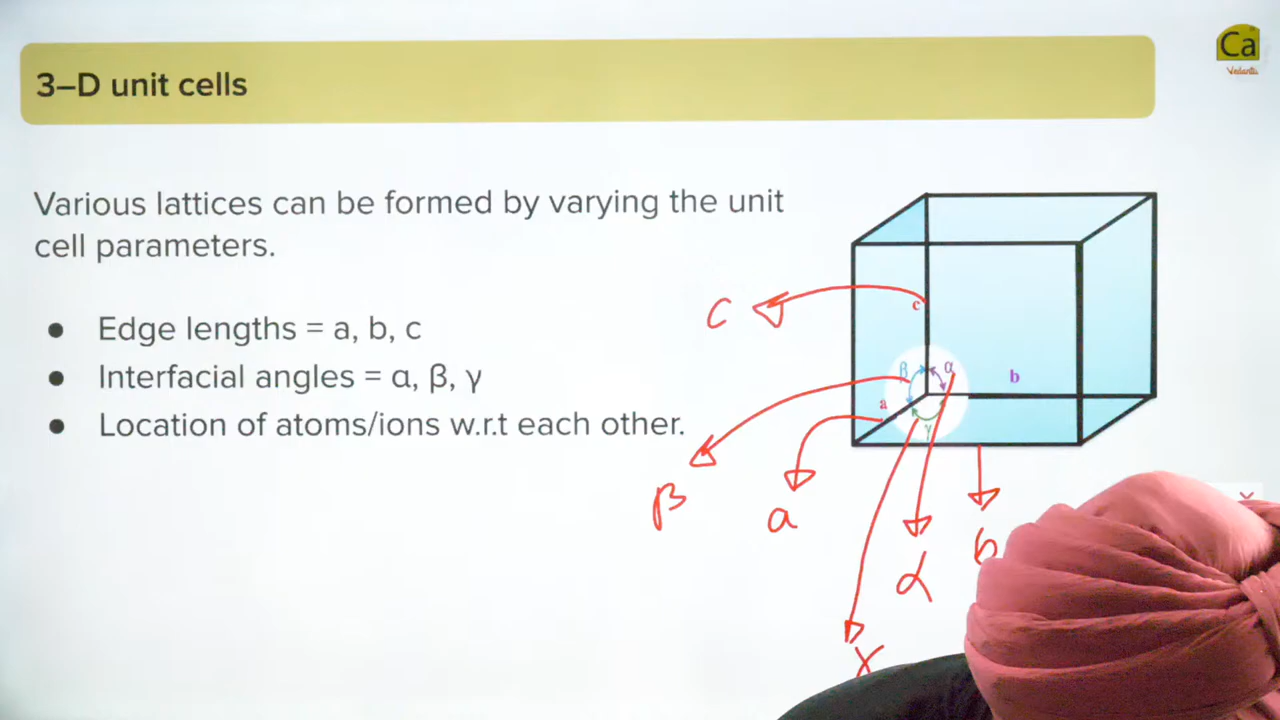 Ca
Vedantu
3–D unit cells
Various lattices can be formed by varying the unit
cell parameters.
● Edge lengths = a, b, c
● Interfacial angles = α, β, γ
● Location of atoms/ions w.r.t each other.
c
β α
b
a
γ
C
β
a
α
b
γ